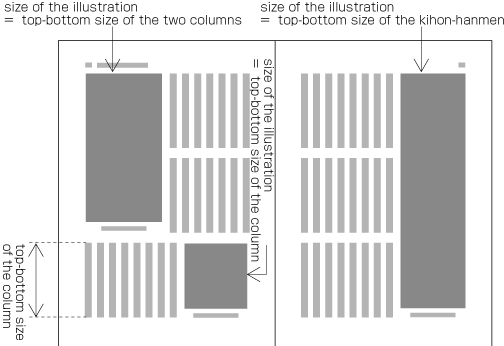 size of the illustration
= top-bottom size of the two columns
size of the illustration
= top-bottom size of the kihon-hanmen
size of the illustration
= top-bottom size of the column
top-bottom size
of the column